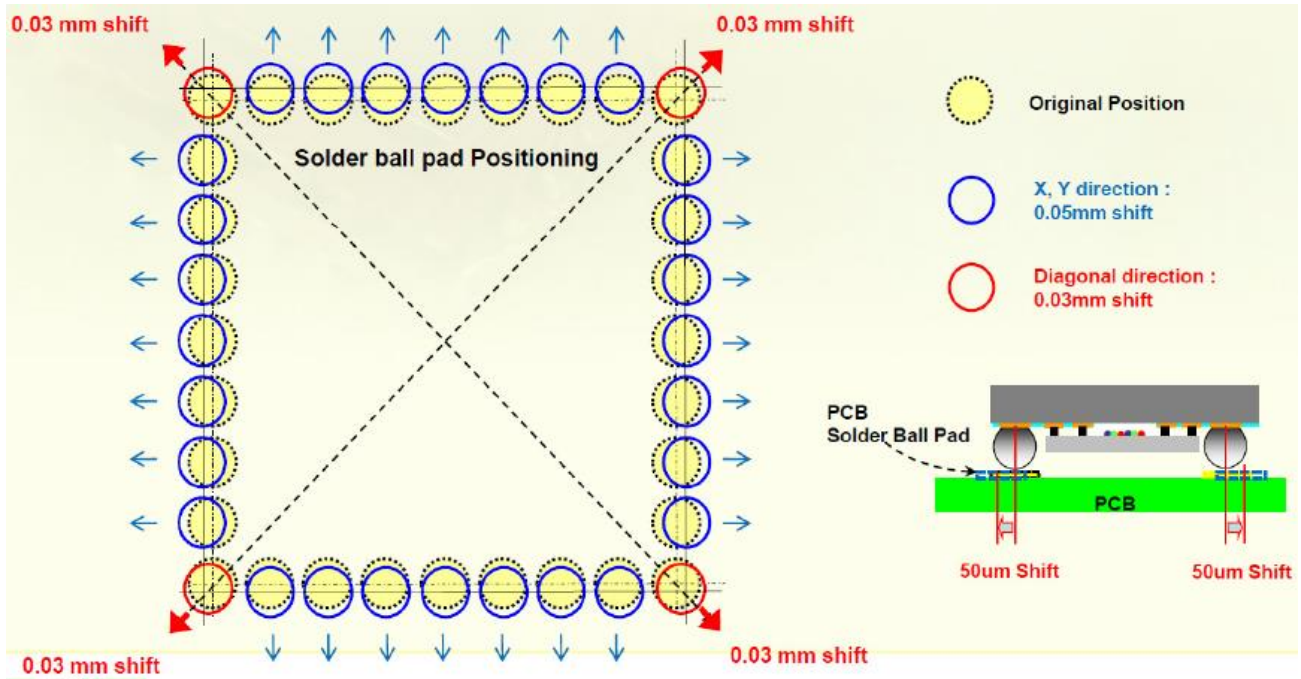 0.03 mm shift
0.03 mm shift
Solder ball pad Positioning
Original Position
X, Y direction :
0.05mm shift
Diagonal direction :
0.03mm shift
PCB
Solder Ball Pad
PCB
50um Shift
50um Shift
0.03 mm shift
0.03 mm shift